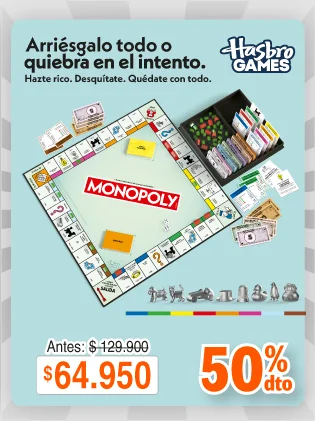 Arriésgalo todo o
quiebra en el intento.
Hazte rico. Desquítate. Quédate con todo.
Hasbro
GAMES
MONOPOLY
SALIDA
Antes: $ 129.900
$64.950
50% dto